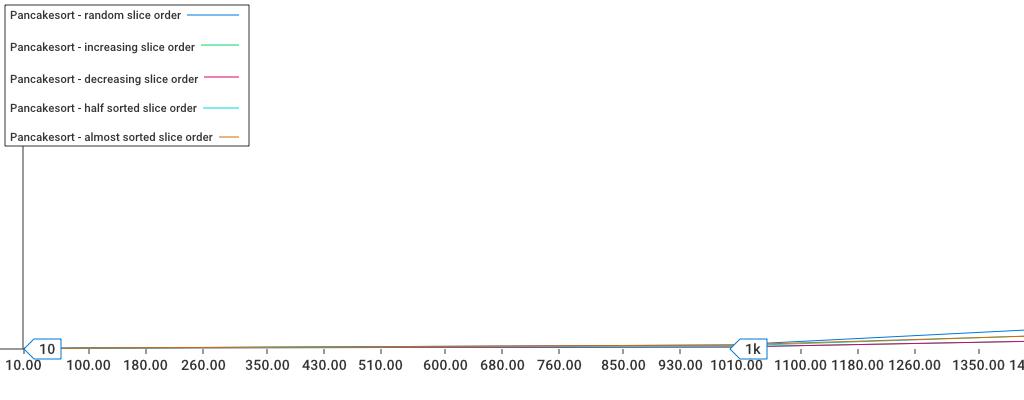 Pancakesort - random slice order
Pancakesort - increasing slice order
Pancakesort - decreasing slice order
Pancakesort - half sorted slice order
Pancakesort - almost sorted slice order
10 1k
10.00 100.00 180.00 260.00 350.00 430.00 510.00 600.00 680.00 760.00 850.00 930.00 1010.00 1100.00 1180.00 1260.00 1350.00 14